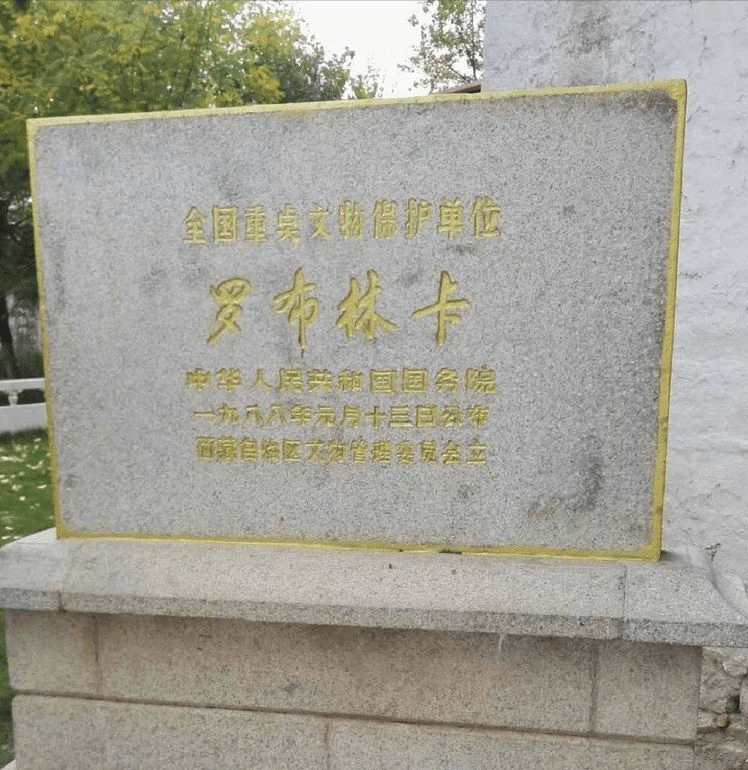 全国重点文物保护单位
罗布林卡
中华人民共和国国务院
一九八八年元月十三日公布
西藏自治区文物管理委员会立